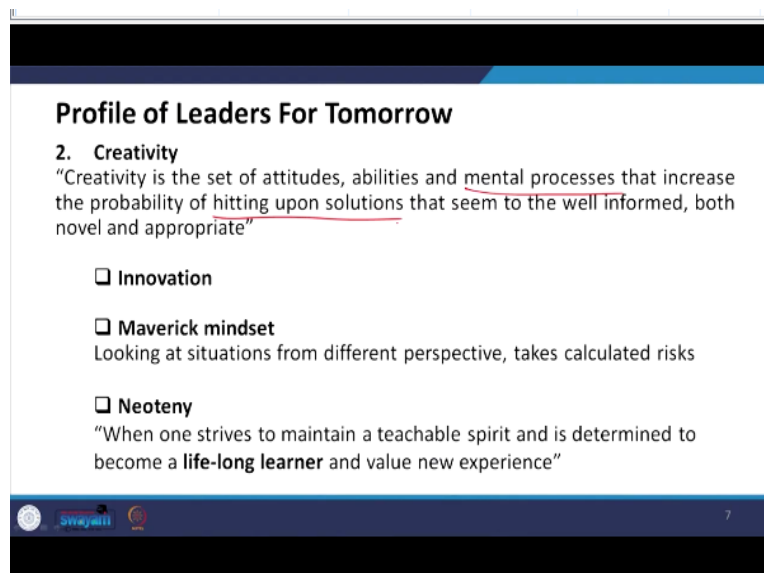 Profile of Leaders For Tomorrow
2. Creativity
“Creativity is the set of attitudes, abilities and mental processes that increase
the probability of hitting upon solutions that seem to the well informed, both
novel and appropriate”
❑ Innovation
❑ Maverick mindset
Looking at situations from different perspective, takes calculated risks
❑ Neoteny
“When one strives to maintain a teachable spirit and is determined to
become a life-long learner and value new experience”
swayam
7